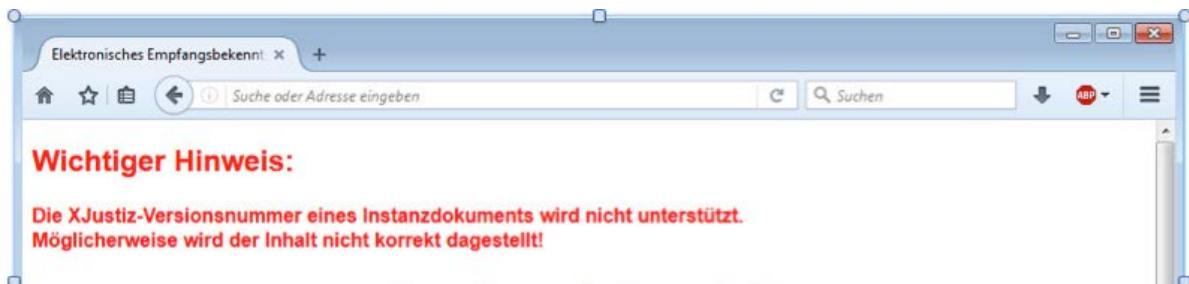 Elektronisches Empfangsbekennt
Suche oder Adresse eingeben
Suchen
ABP
Wichtiger Hinweis:
Die XJustiz-Versionsnummer eines Instanzdokuments wird nicht unterstützt.
Möglicherweise wird der Inhalt nicht korrekt dagestellt!